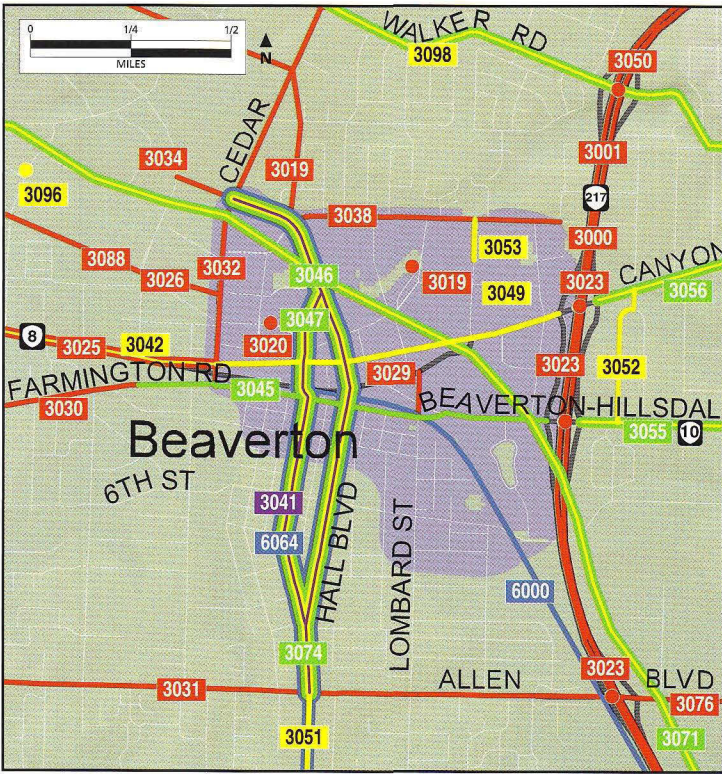 0 1/4 1/2
MILES
N
WALKER RD
3098
3050
3034
CEDAR
3019
3001
3096
217
3038
3000
3053
3088
3032
3026
3046
3019
3049
3023
CANYON
3056
8
3047
3020
3025
3042
3029
3023
3052
FARMINGTON RD
3045
3030
BEAVERTON-HILLSDAL
3055
10
Beaverton
6TH ST
3041
6064
HALL BLVD
LOMBARD ST
6000
3074
3031
ALLEN
3023
BLVD
3076
3051
3071